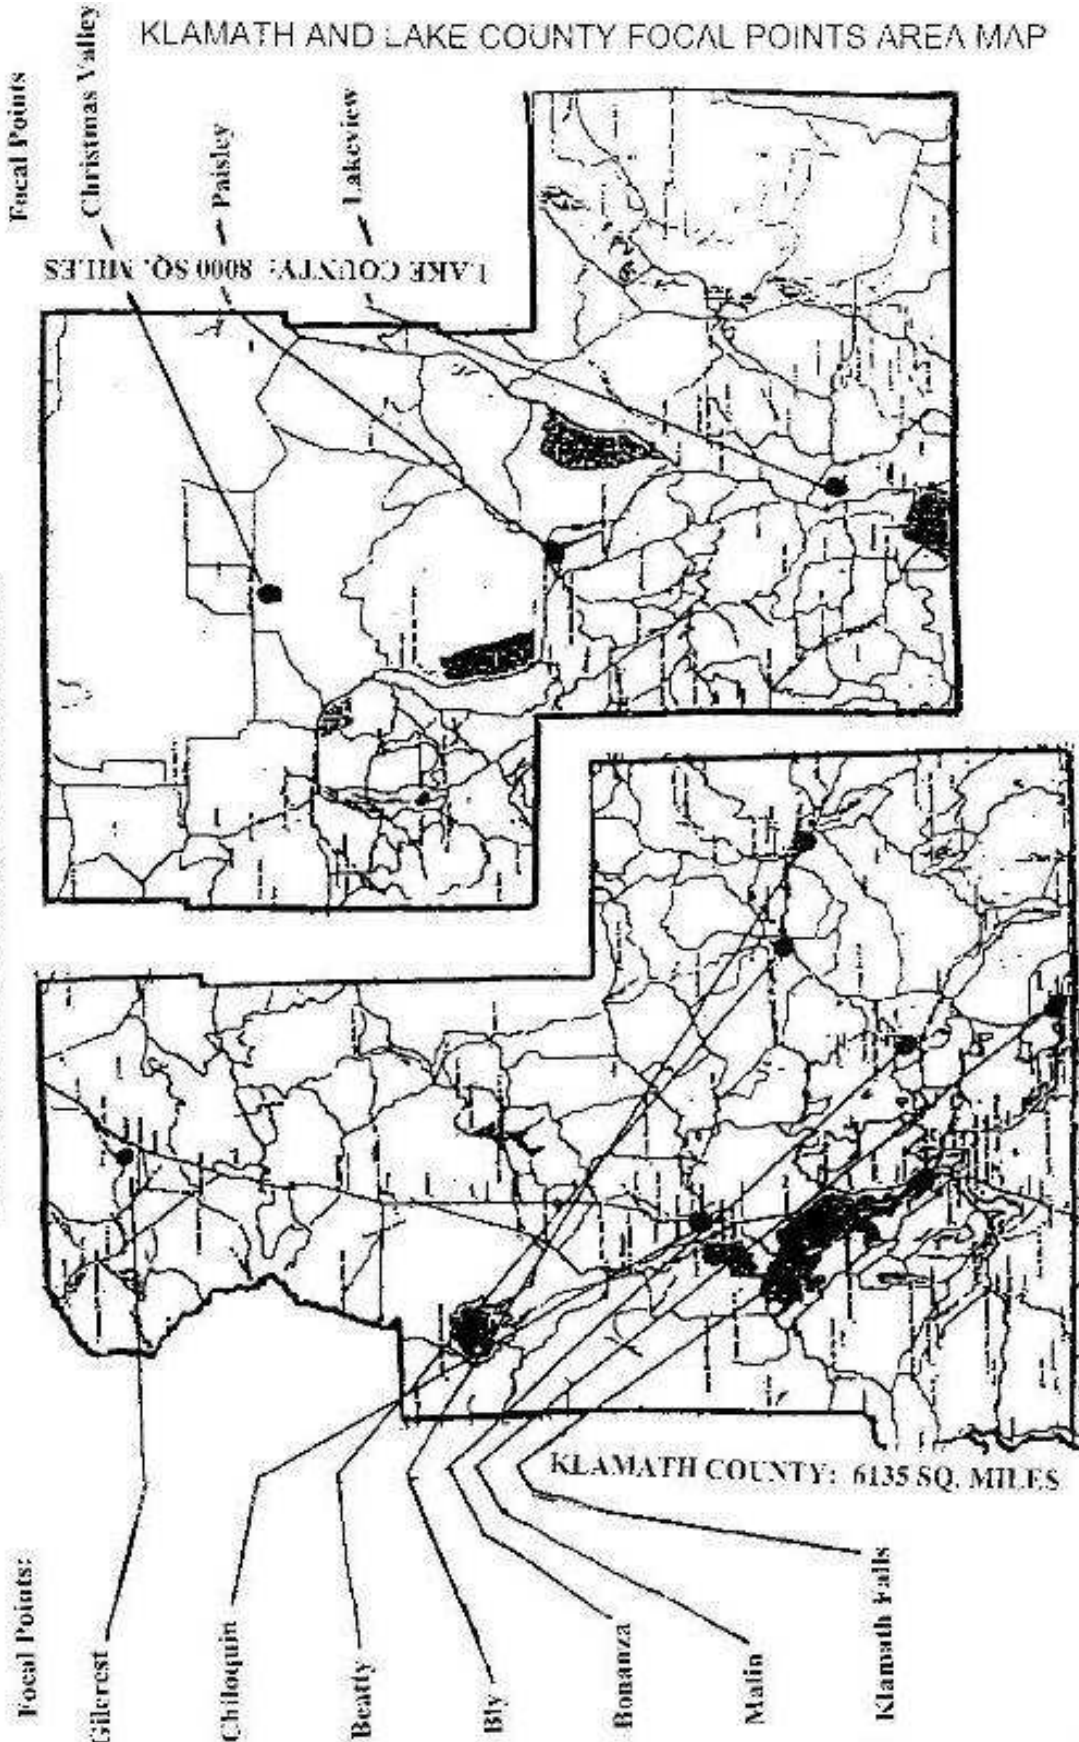 KLAMATH AND LAKE COUNTY FOCAL POINTS AREA MAP
Focal Points
Christmas Valley
Paisley
Lakeview
LAKE COUNTY: 8000 SQ. MILES
KLAMATH COUNTY: 6135 SQ. MILES
Focal Points:
Gilcrest
Chiloquin
Beatty
Bly
Bonanza
Malin
Klamath Falls